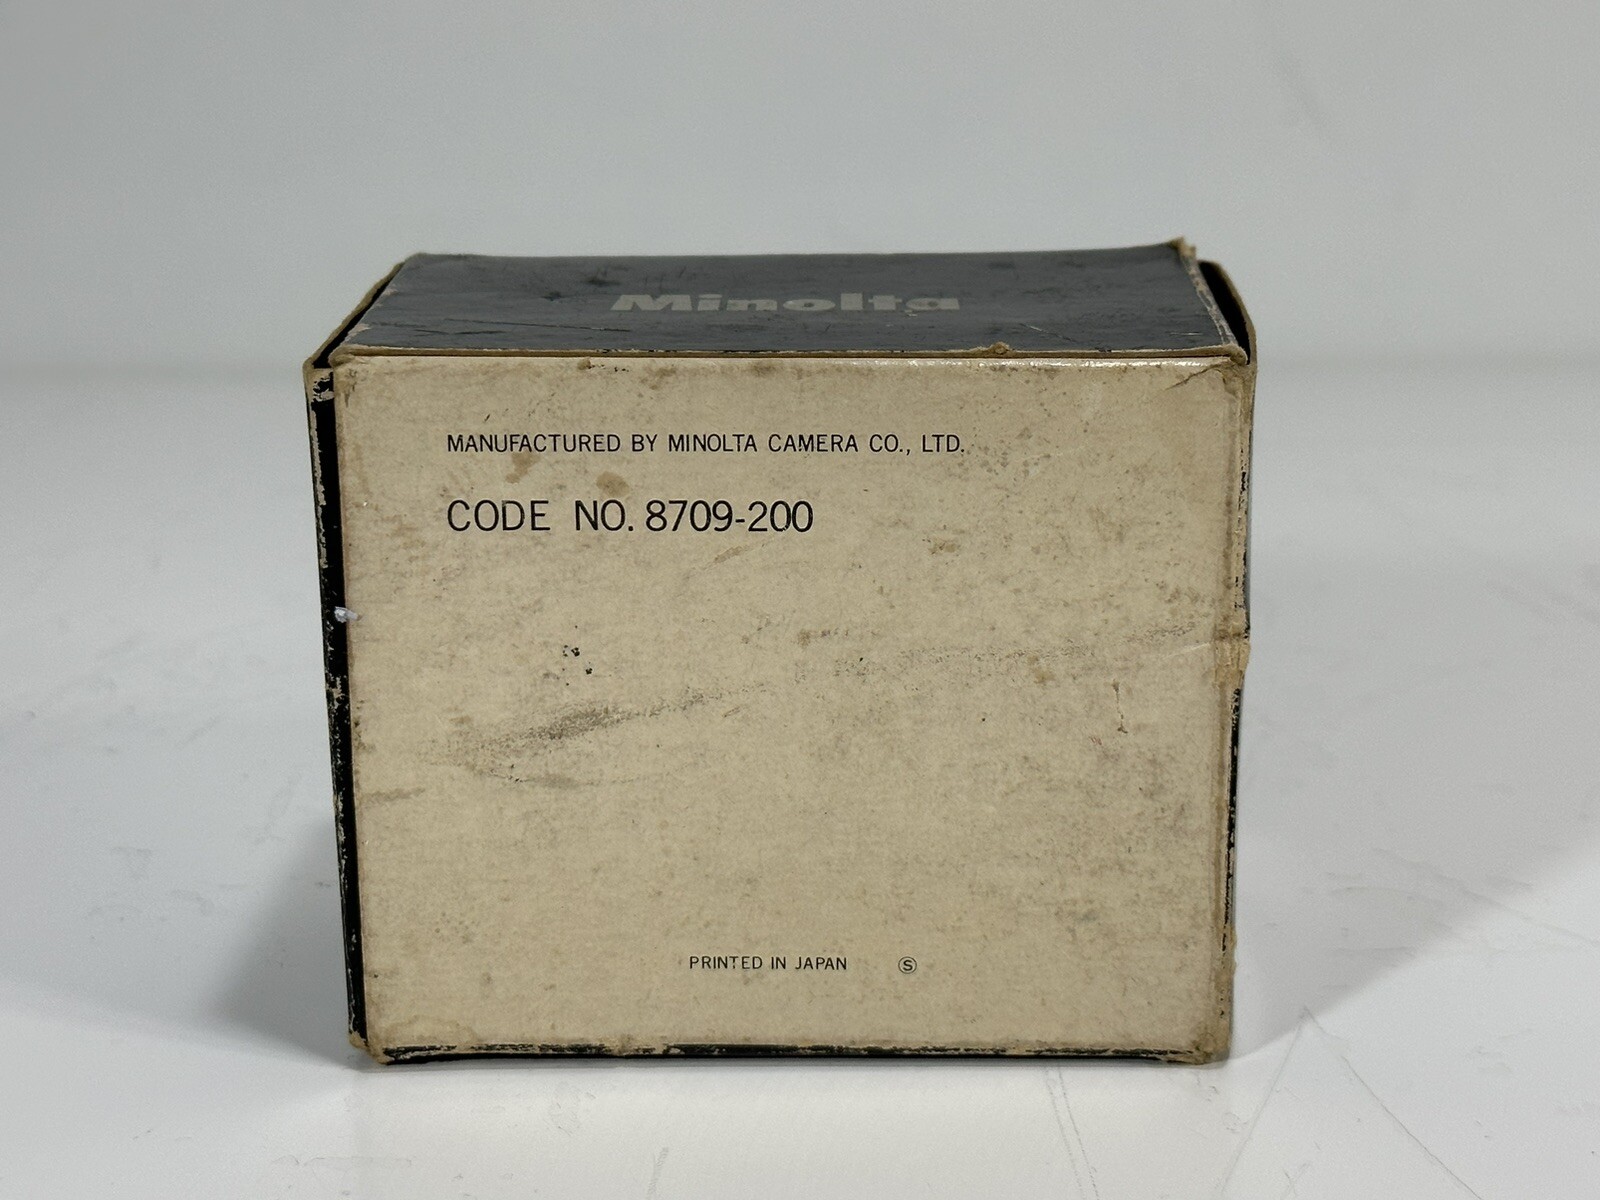 Minolta
MANUFACTURED BY MINOLTA CAMERA CO., LTD.
CODE NO. 8709-200
PRINTED IN JAPAN Ⓢ